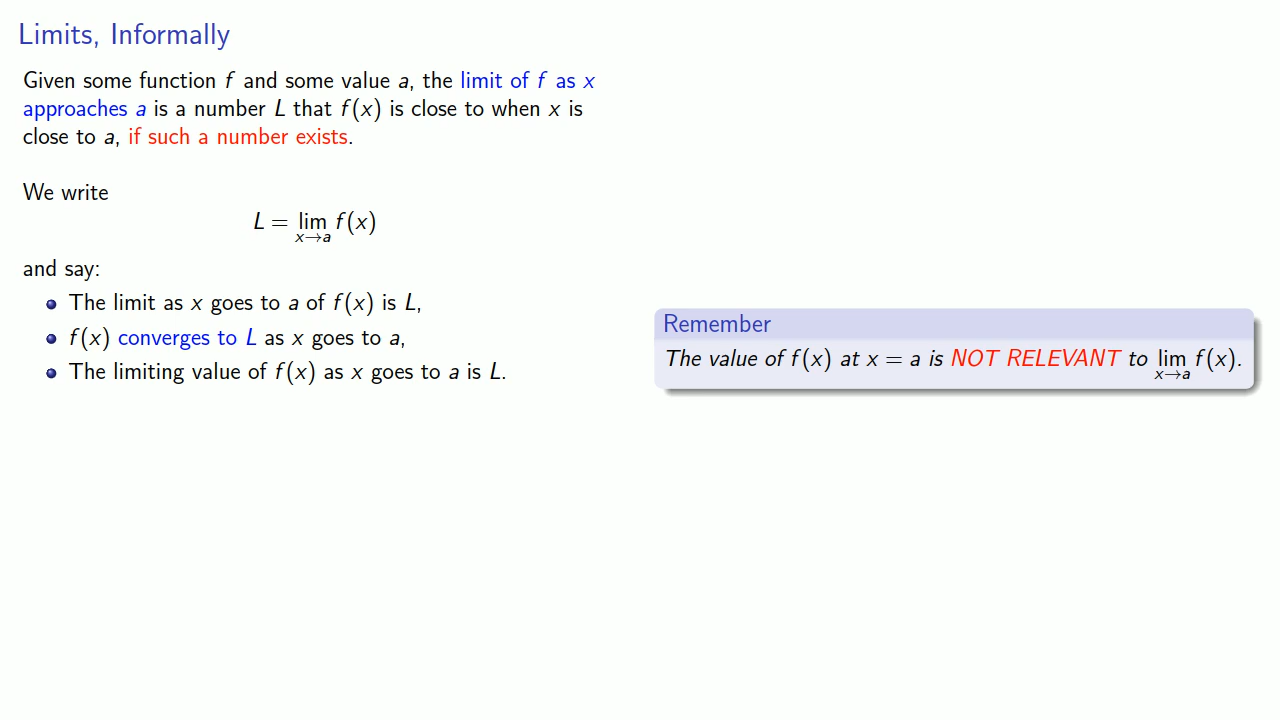 Limits, Informally
Given some function f and some value a, the limit of f as x
approaches a is a number L that f(x) is close to when x is
close to a, if such a number exists.
We write
L = lim f(x)
x→a
and say:
The limit as x goes to a of f(x) is L,
f(x) converges to L as x goes to a,
The limiting value of f(x) as x goes to a is L.
Remember
The value of f(x) at x = a is NOT RELEVANT to lim f(x).
x→a